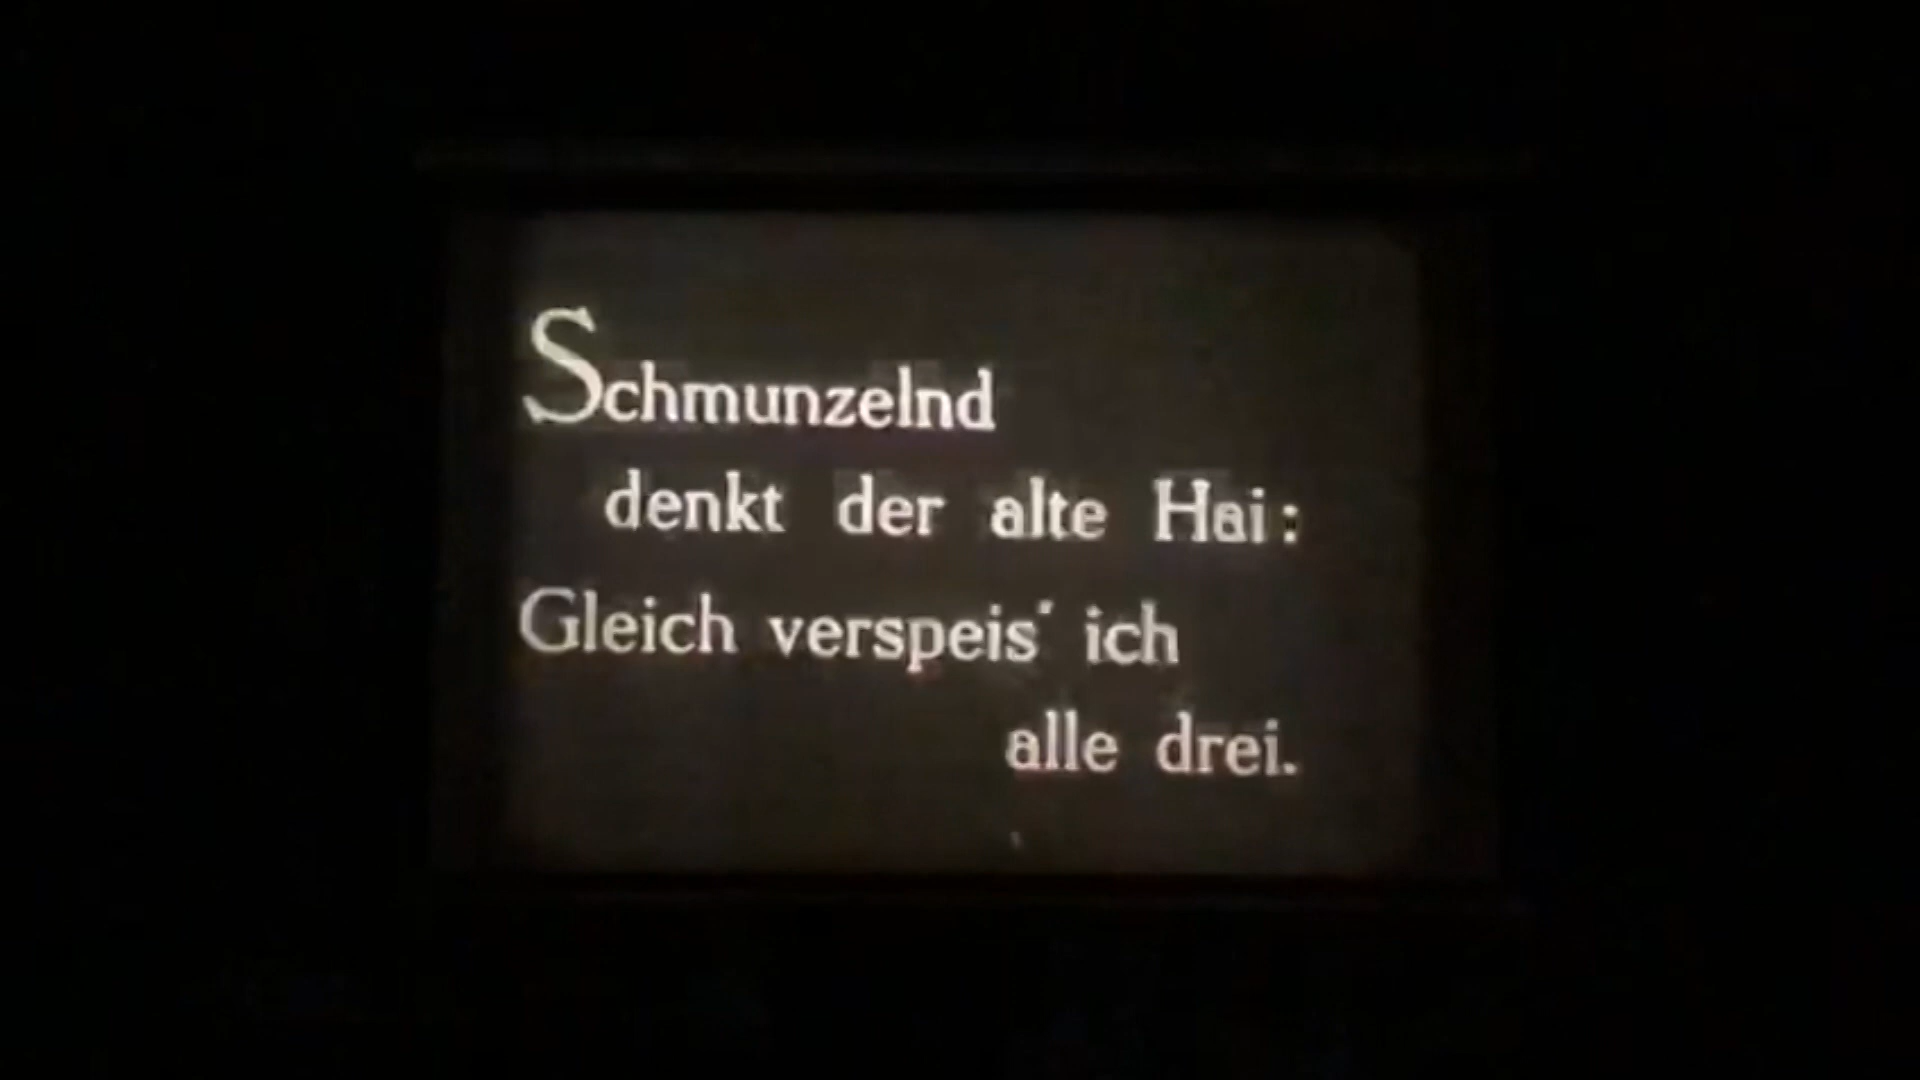 Schmunzelnd
denkt der alte Hai:
Gleich verspeis' ich
alle drei.